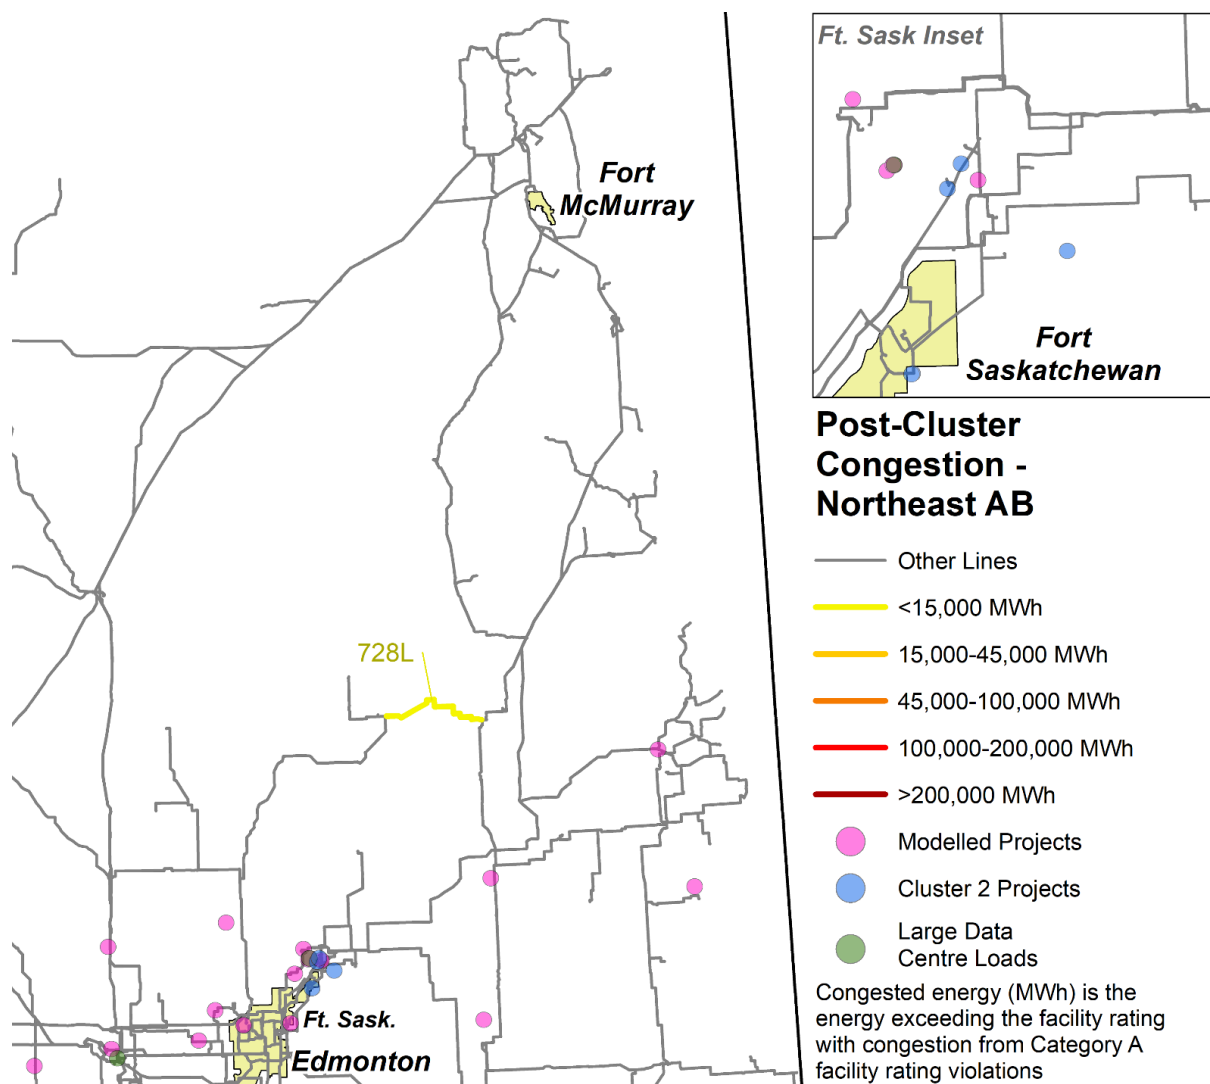 Ft. Sask Inset
Fort
McMurray
Fort
Saskatchewan
728L
Ft. Sask.
Edmonton
Post-Cluster
Congestion -
Northeast AB
Other Lines
<15,000 MWh
15,000-45,000 MWh
45,000-100,000 MWh
100,000-200,000 MWh
>200,000 MWh
Modelled Projects
Cluster 2 Projects
Large Data
Centre Loads
Congested energy (MWh) is the
energy exceeding the facility rating
with congestion from Category A
facility rating violations